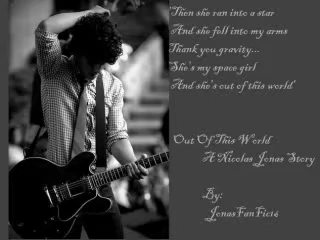 Then she ran into a star
And she fell into my arms
Thank you gravity...
She's my space girl
And she's out of this world
Out Of This World
A Nicolas Jonas Story
By:
JonasFanFic16